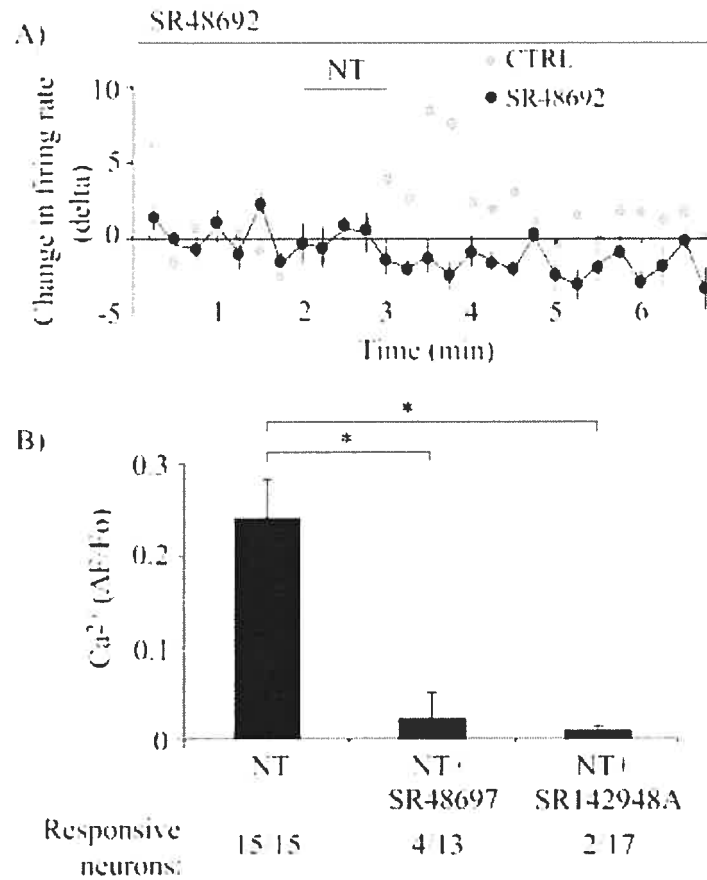 A)
SR48692
NT
CTRL
SR48692
Change in firing rate
(delta)
10
5
0
-5
1
2
3
4
5
6
Time (min)
B)
*
*
Ca²⁺ (ΔF/Fo)
0.3
0.2
0.1
0
NT
NT+
SR48697
NT+
SR142948A
Responsive
neurons:
15/15
4/13
2/17